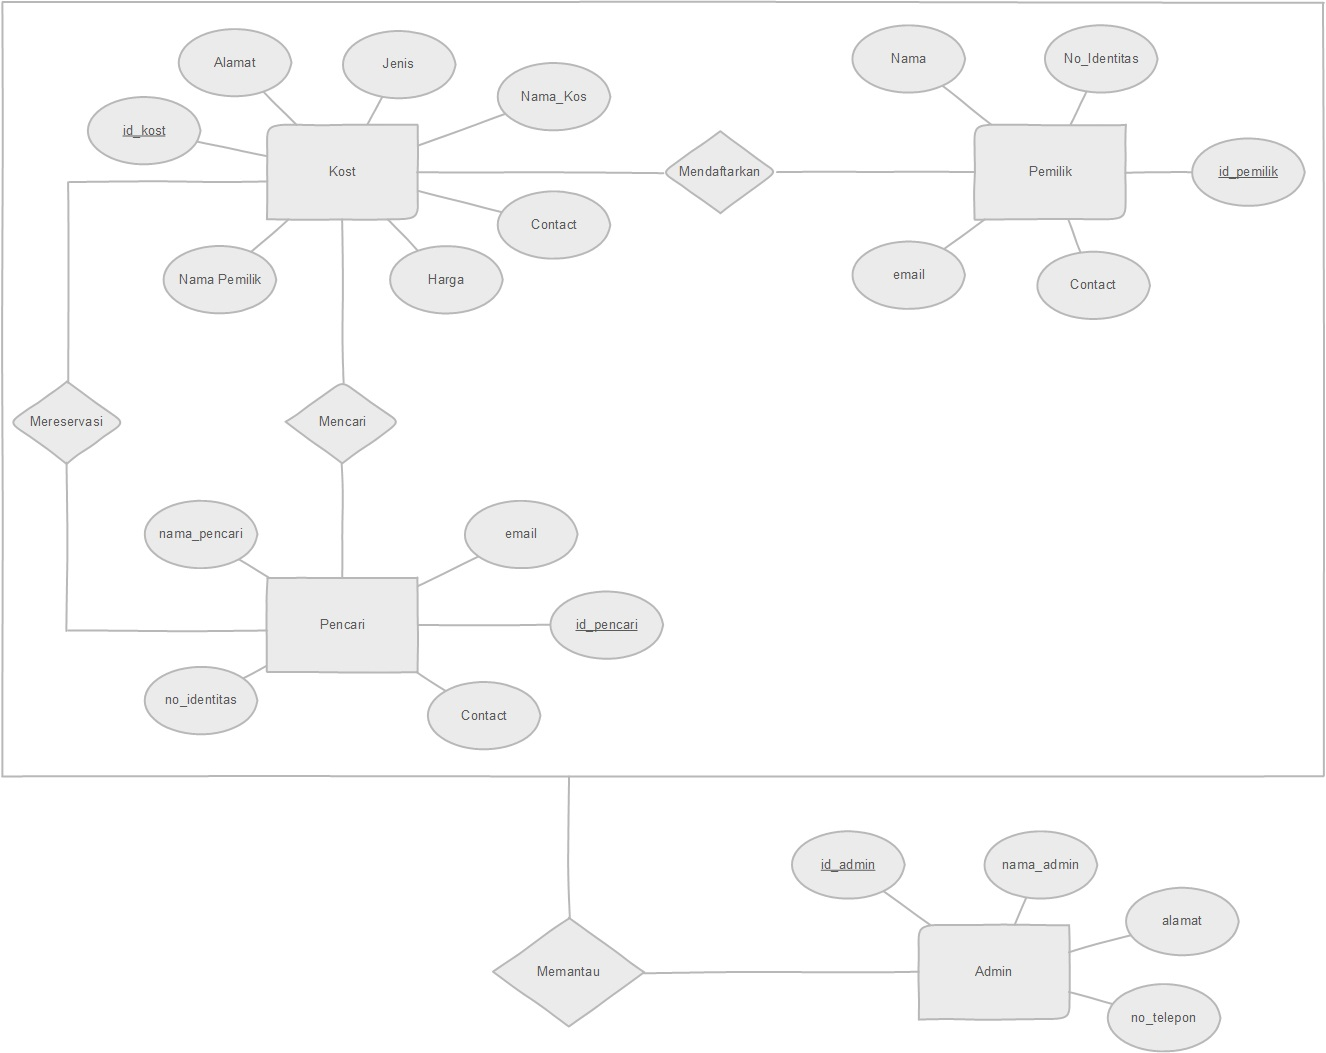 Alamat
Jenis
Nama_Kos
id_kost
Kost
Contact
Nama Pemilik
Harga
Mendaftarkan
Nama
No_Identitas
Pemilik
id_pemilik
email
Contact
Mereservasi
Mencari
nama_pencari
email
Pencari
id_pencari
no_identitas
Contact
Memantau
id_admin
nama_admin
alamat
Admin
no_telepon